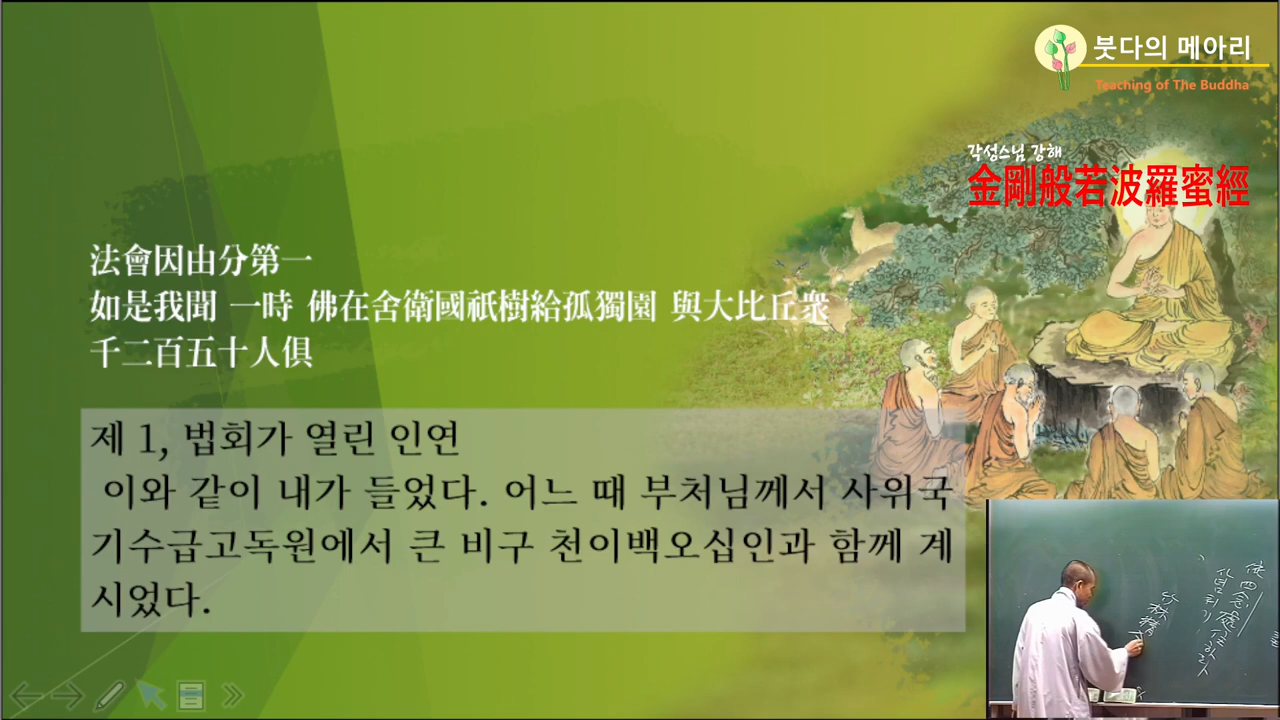 붓다의 메아리
Teaching of The Buddha
각성스님 강해
金剛般若波羅蜜經
法會因由分第一
如是我聞 一時 佛在舍衛國祇樹給孤獨園 與大比丘衆
千二百五十人俱
제 1, 법회가 열린 인연
이와 같이 내가 들었다. 어느 때 부처님께서 사위국
기수급고독원에서 큰 비구 천이백오십인과 함께 계
시었다.